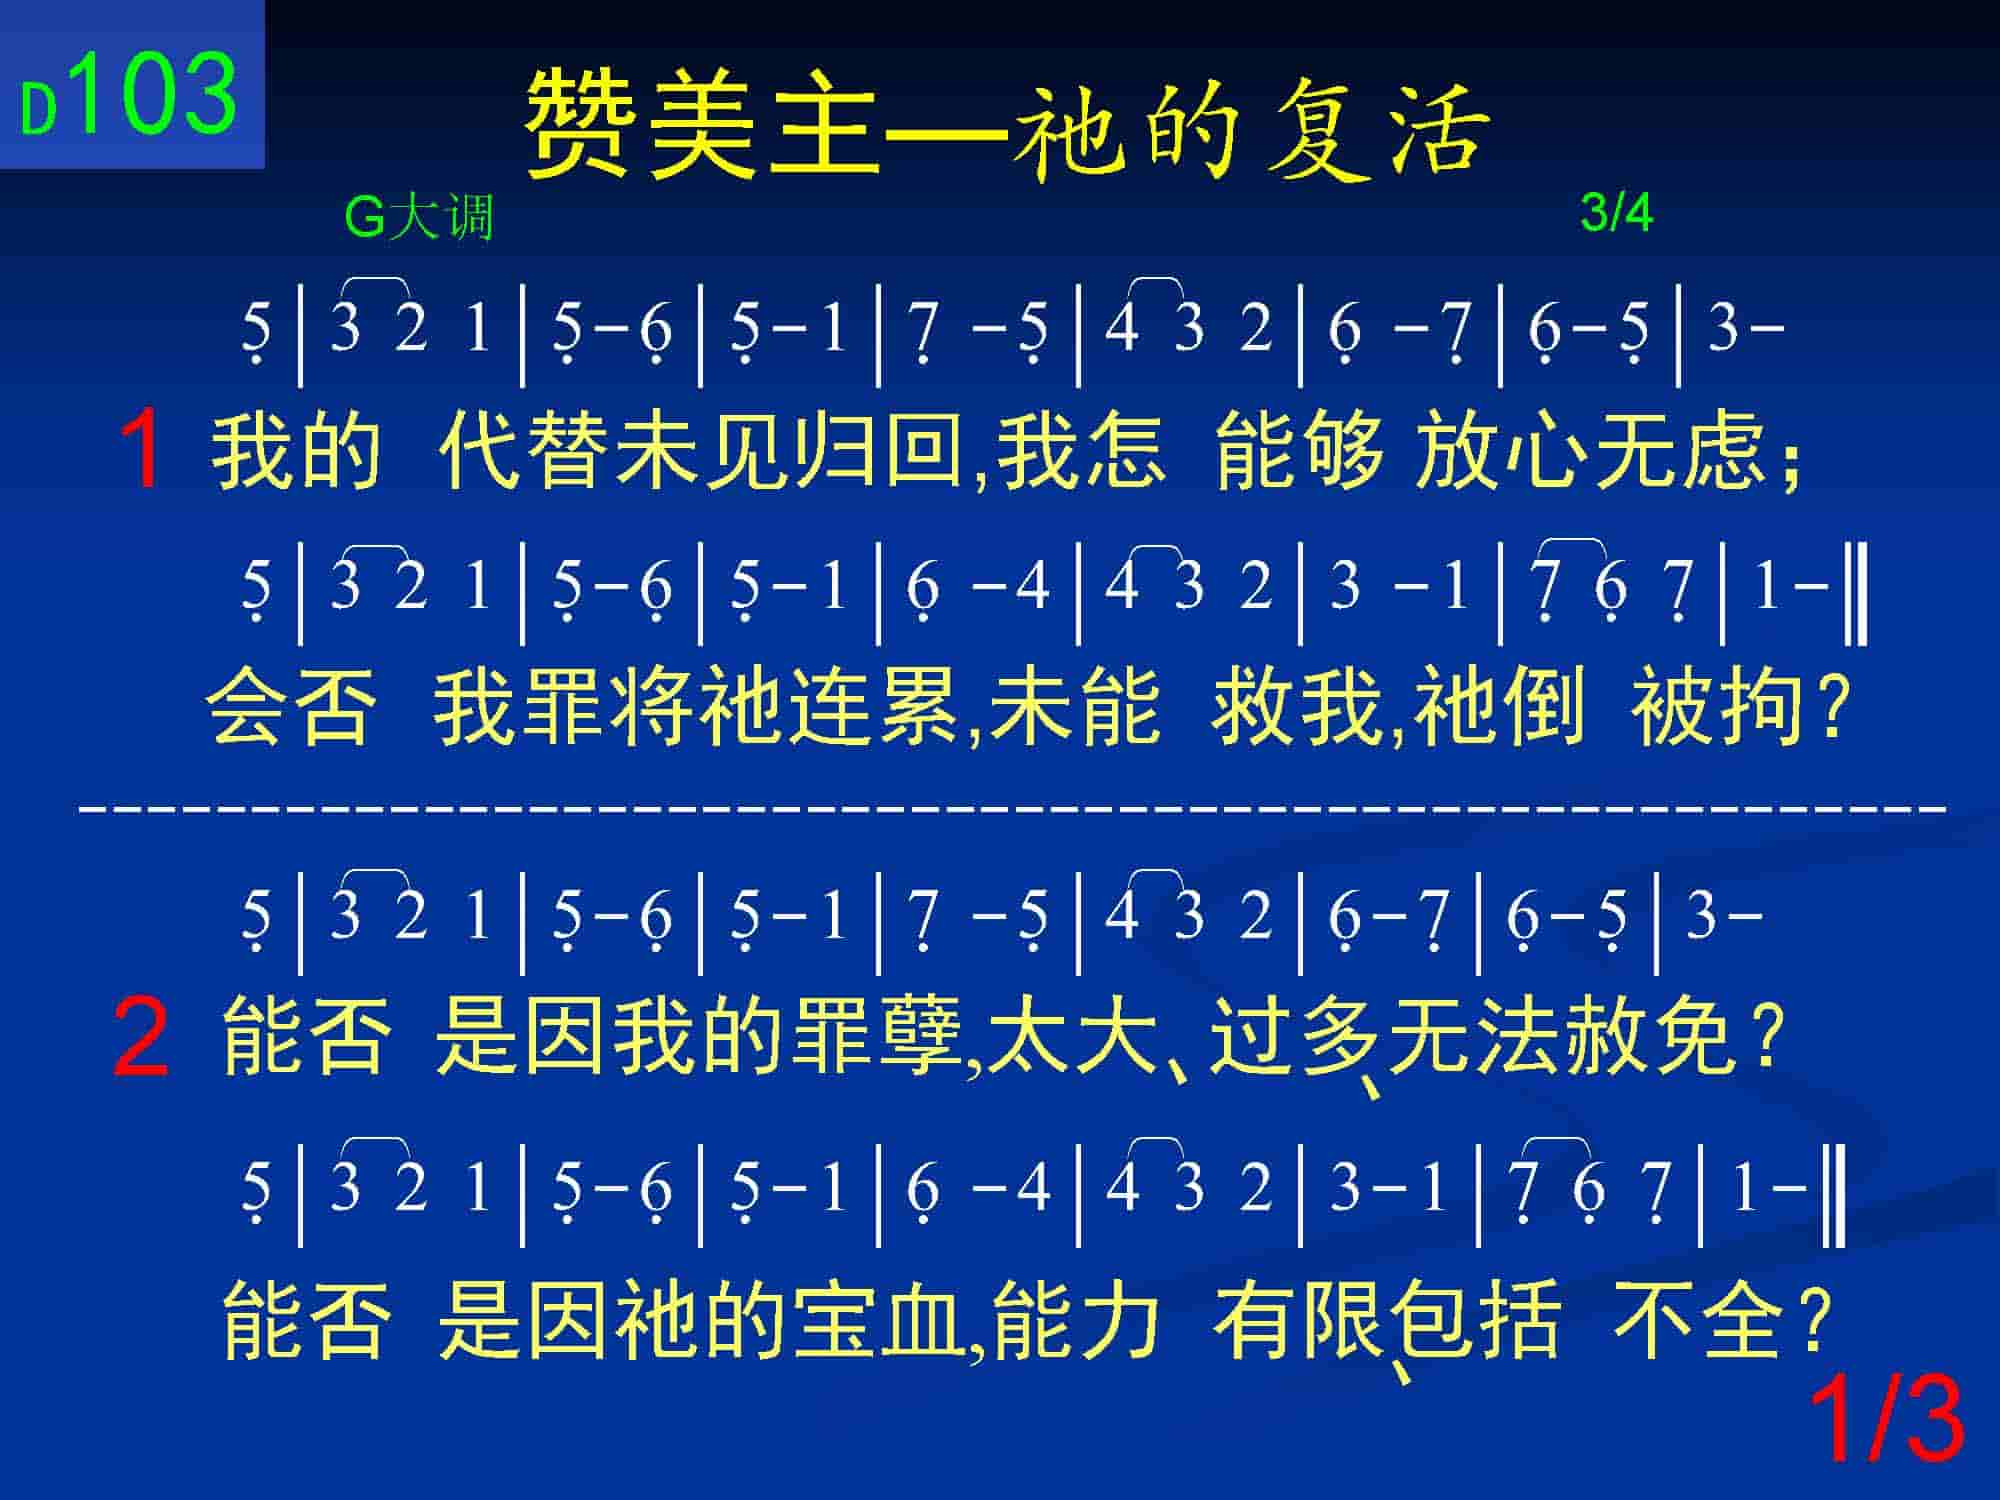 D103
赞美主—祂的复活
G大调 3/4
5̣ | 3 2 1 | 5̣ – 6̣ | 5̣ – 1 | 7̣ – 5̣ | 4 3 2 | 6̣ – 7̣ | 6̣ – 5̣ | 3 –
1 我的 代替未见归回,我怎 能够 放心无虑;
5̣ | 3 2 1 | 5̣ – 6̣ | 5̣ – 1 | 6̣ – 4 | 4 3 2 | 3 – 1 | 7̣ 6̣ 7̣ | 1 – ‖
会否 我罪将祂连累,未能 救我,祂倒 被拘?
5̣ | 3 2 1 | 5̣ – 6̣ | 5̣ – 1 | 7̣ – 5̣ | 4 3 2 | 6̣ – 7̣ | 6̣ – 5̣ | 3 –
2 能否 是因我的罪孽,太大、过多、无法赦免?
5̣ | 3 2 1 | 5̣ – 6̣ | 5̣ – 1 | 6̣ – 4 | 4 3 2 | 3 – 1 | 7̣ 6̣ 7̣ | 1 – ‖
能否 是因祂的宝血,能力 有限、包括 不全?
1/3